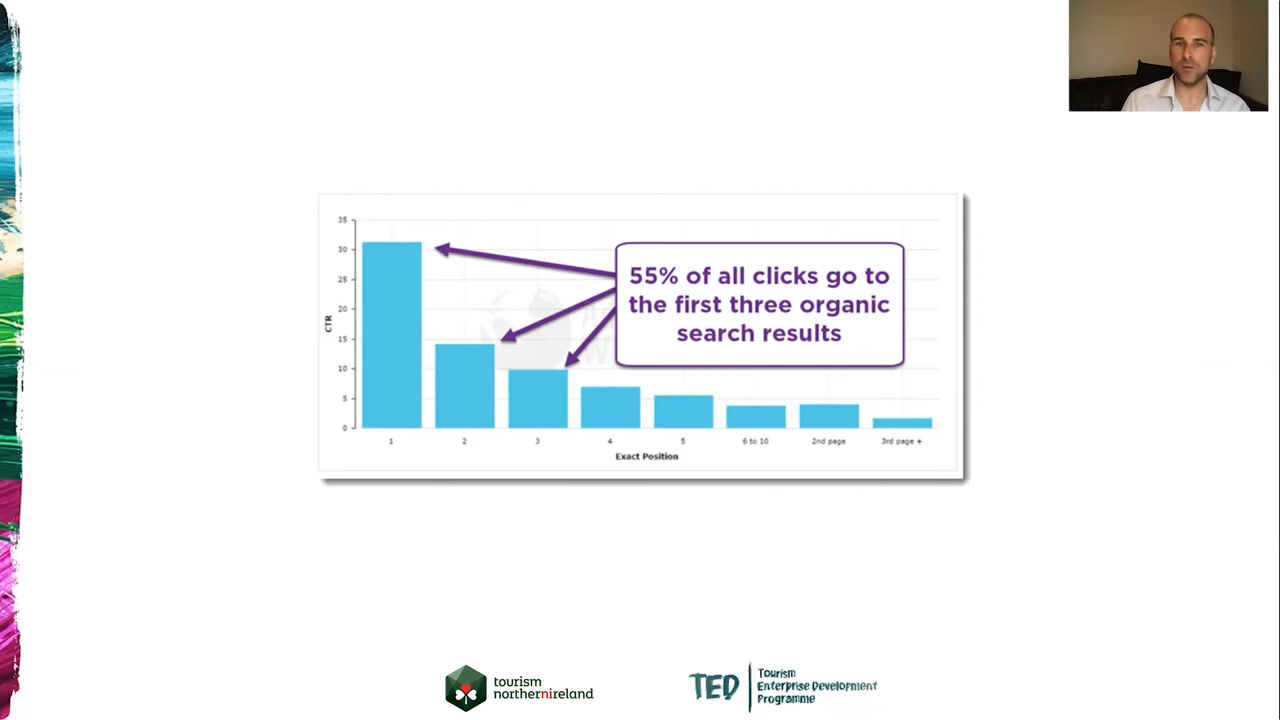 35
30
25
20
15
10
5
0
CTR
55% of all clicks go to
the first three organic
search results
1 2 3 4 5 6 to 10 2nd page 3rd page +
Exact Position
tourism
northernireland
TED
Tourism
Enterprise Development
Programme